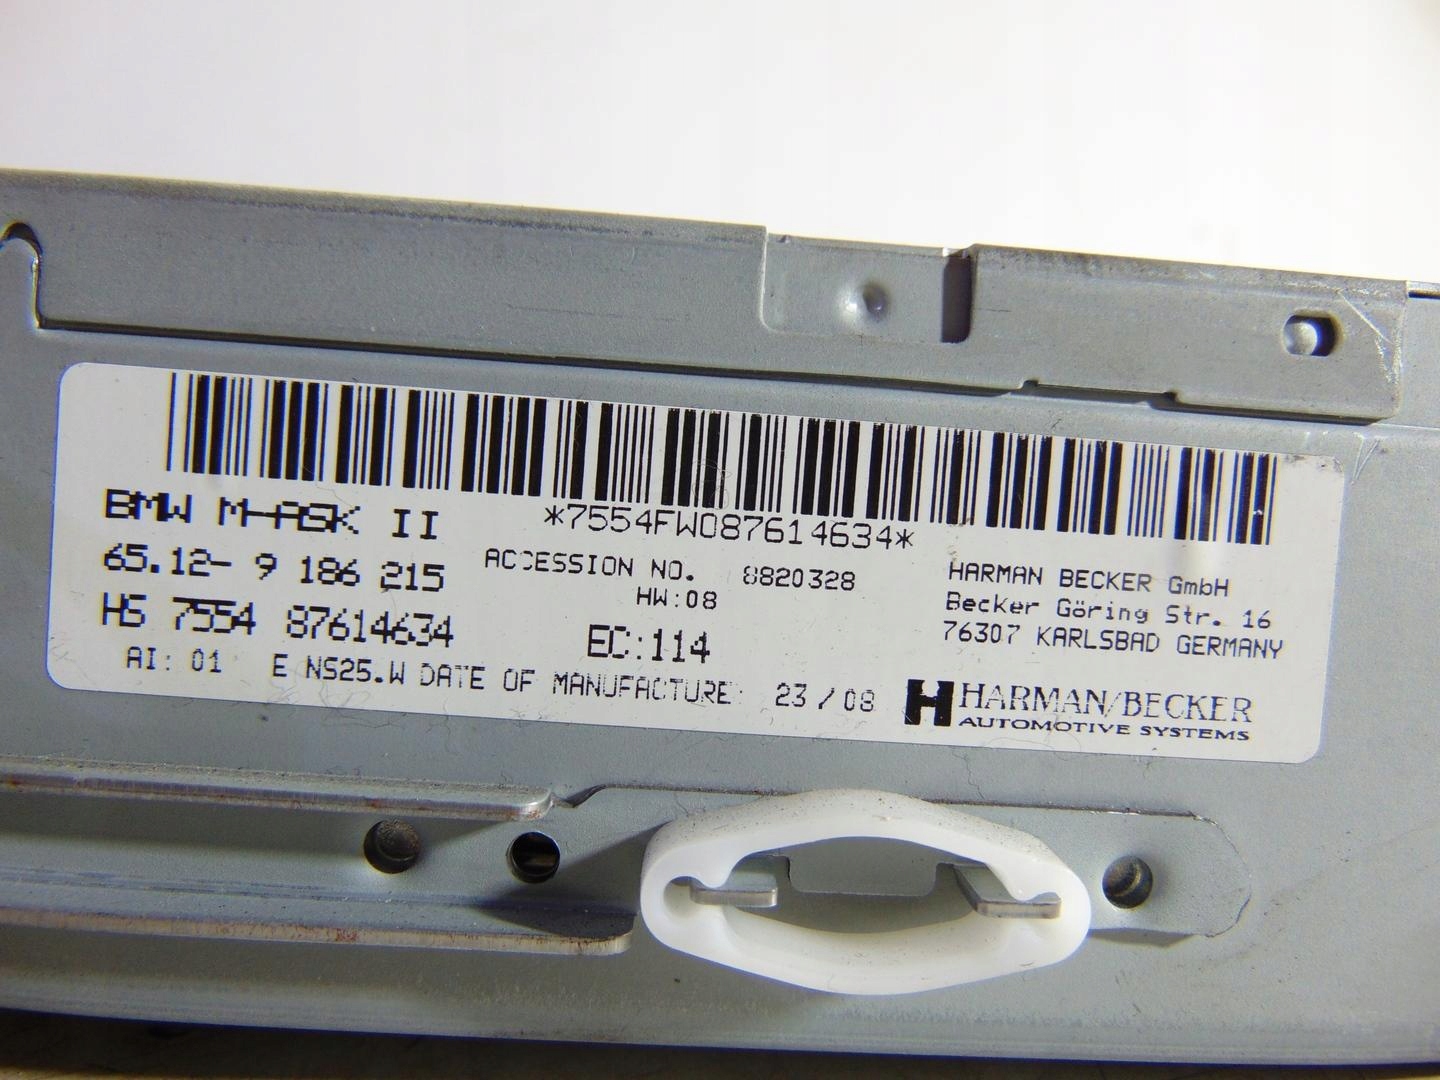 *7554FW087614634*
BMW M-ASK II
65.12- 9 186 215
HS 7554 87614634
AI: 01 E NS25.W DATE OF MANUFACTURE: 23/08
ACCESSION NO. 8820328
HW:08
EC:114
HARMAN BECKER GmbH
Becker Göring Str. 16
76307 KARLSBAD GERMANY
HARMAN/BECKER
AUTOMOTIVE SYSTEMS